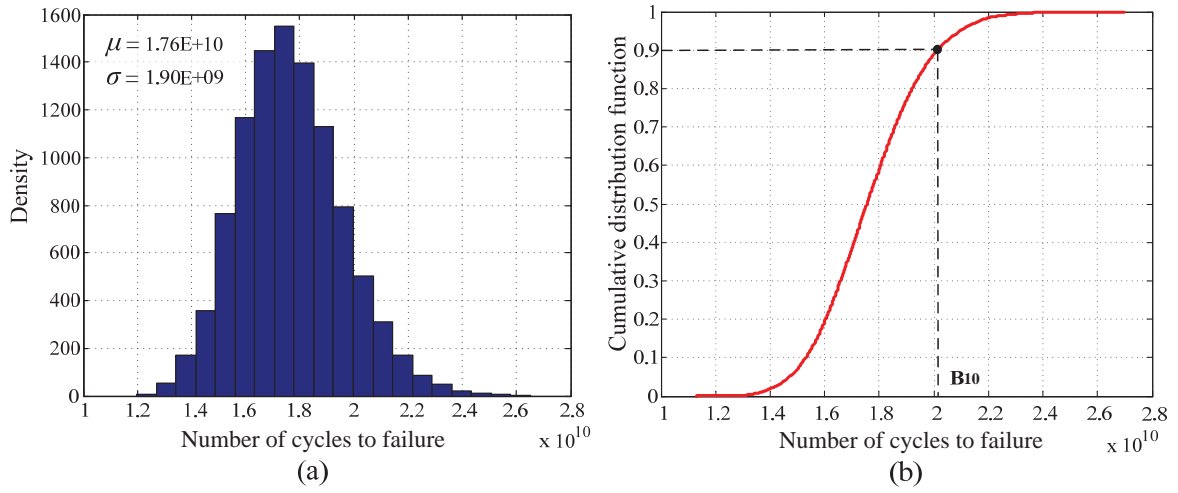 μ = 1.76E+10
σ = 1.90E+09
Density
1600
1400
1200
1000
800
600
400
200
0
1 1.2 1.4 1.6 1.8 2 2.2 2.4 2.6 2.8
Number of cycles to failure
x 10^10
(a)
Cumulative distribution function
1
0.9
0.8
0.7
0.6
0.5
0.4
0.3
0.2
0.1
0
B10
1 1.2 1.4 1.6 1.8 2 2.2 2.4 2.6 2.8
Number of cycles to failure
x 10^10
(b)